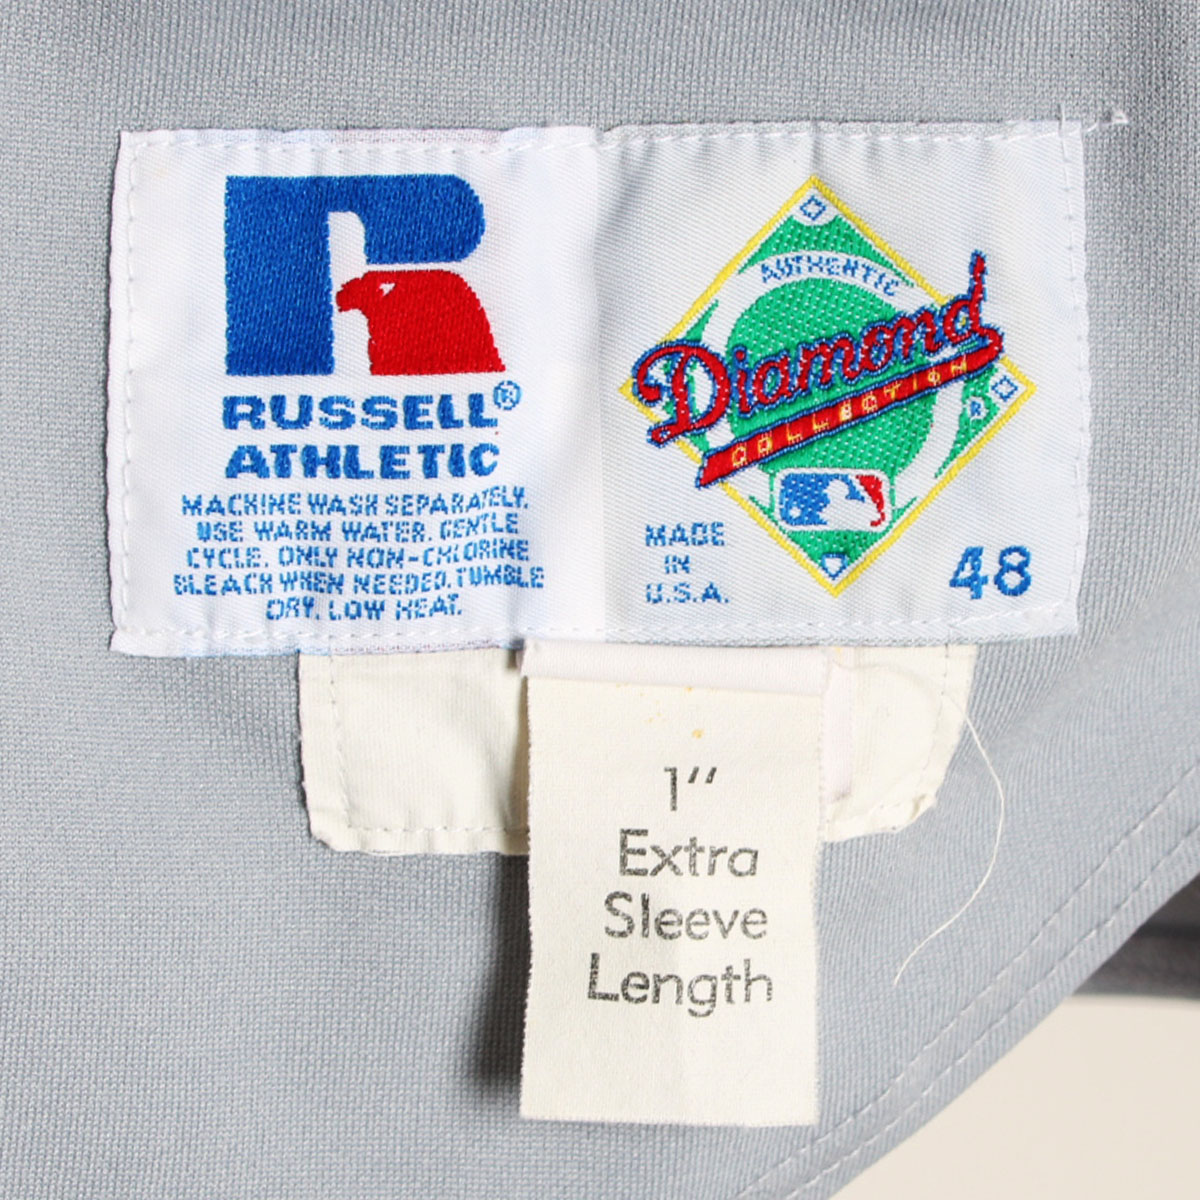 RUSSELL®
ATHLETIC
MACHINE WASH SEPARATELY.
USE WARM WATER. GENTLE
CYCLE. ONLY NON-CHLORINE
BLEACH WHEN NEEDED. TUMBLE
DRY. LOW HEAT.
AUTHENTIC
Diamond
COLLECTION
®
MADE
IN
U.S.A.
48
1"
Extra
Sleeve
Length